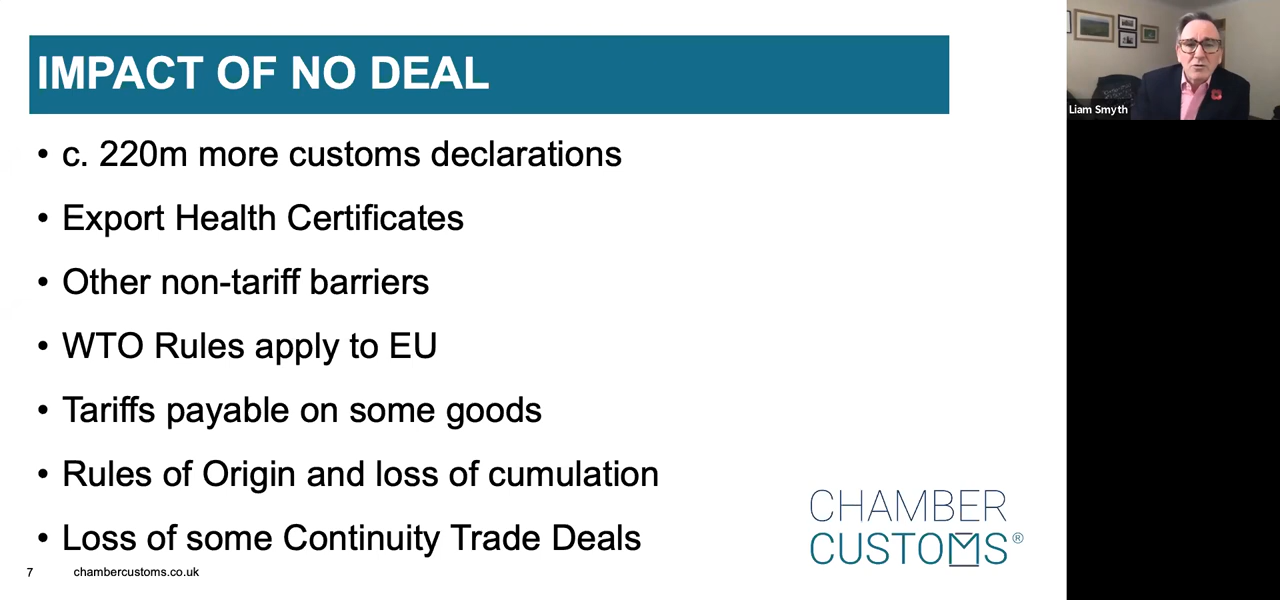 IMPACT OF NO DEAL
• c. 220m more customs declarations
• Export Health Certificates
• Other non-tariff barriers
• WTO Rules apply to EU
• Tariffs payable on some goods
• Rules of Origin and loss of cumulation
• Loss of some Continuity Trade Deals
7 chambercustoms.co.uk
CHAMBER
CUSTOMS®
Liam Smyth